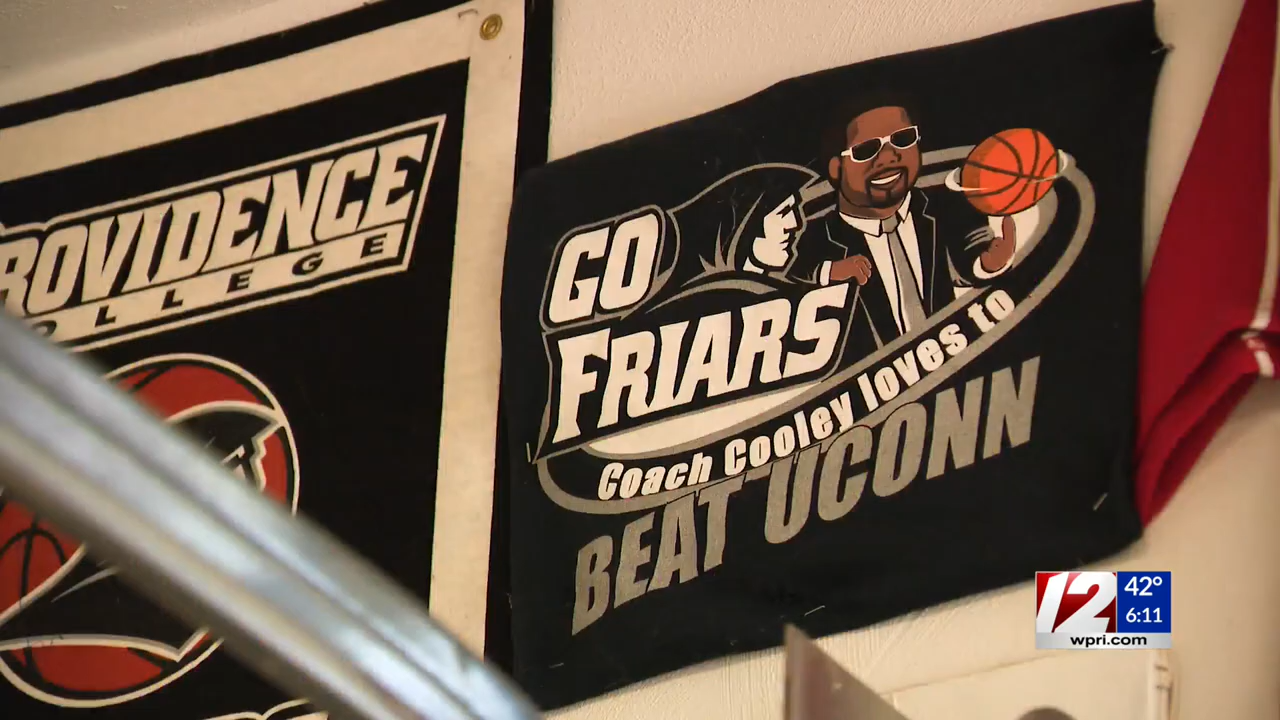 ROVIDENCE
OLLEGE
GO
FRIARS
Coach Cooley loves to
BEAT UCONN
12
42°
6:11
wpri.com